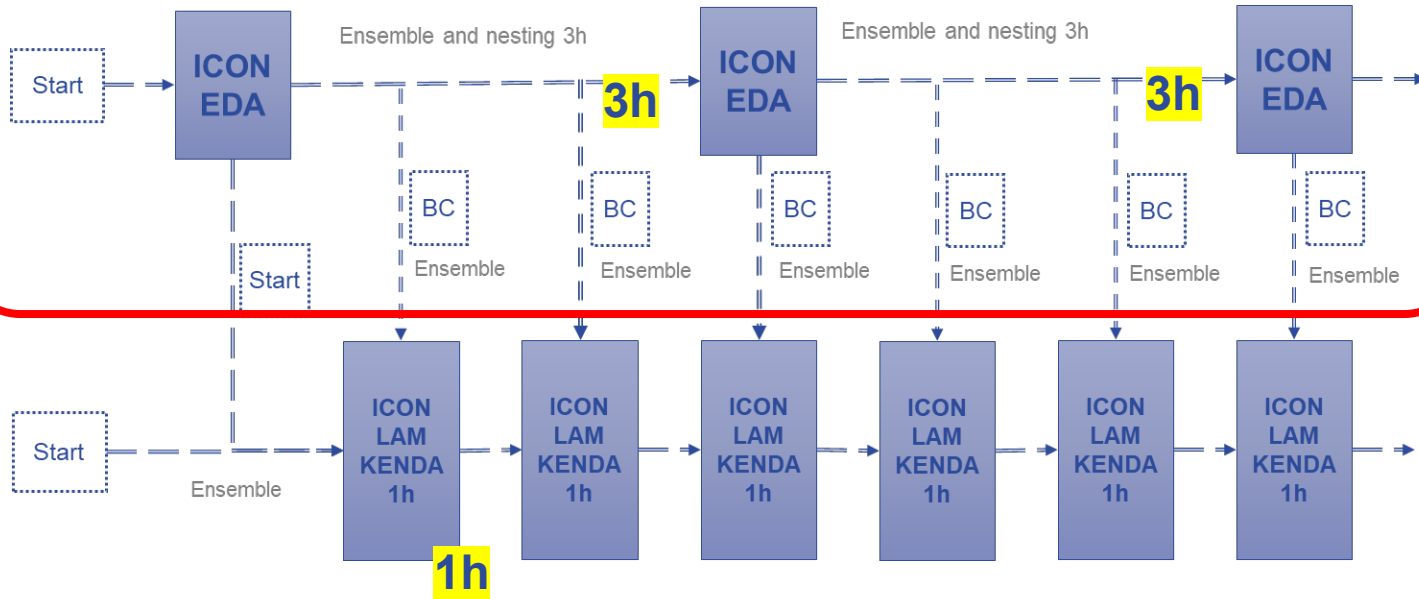 Start
ICON
EDA
Ensemble and nesting 3h
3h
ICON
EDA
Ensemble and nesting 3h
3h
ICON
EDA
BC
BC
BC
BC
BC
BC
Ensemble
Ensemble
Ensemble
Ensemble
Ensemble
Ensemble
Start
Start
Ensemble
ICON
LAM
KENDA
1h
1h
ICON
LAM
KENDA
1h
ICON
LAM
KENDA
1h
ICON
LAM
KENDA
1h
ICON
LAM
KENDA
1h
ICON
LAM
KENDA
1h